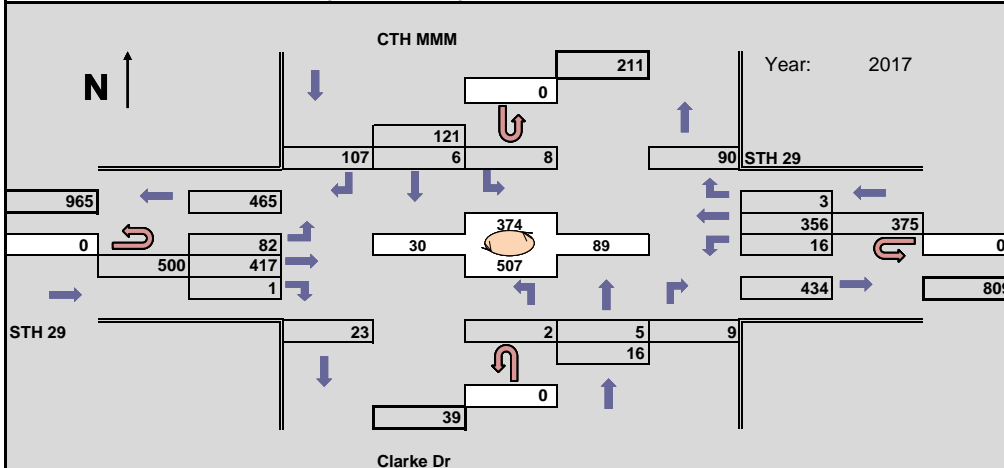 CTH MMM
211
Year: 2017
N
0
121
107 6 8 90 STH 29
965 465 3
374 356 375
0 82 30 89 16 0
500 417 507
1 434 809
STH 29 23 2 5 9
16
0
39
Clarke Dr